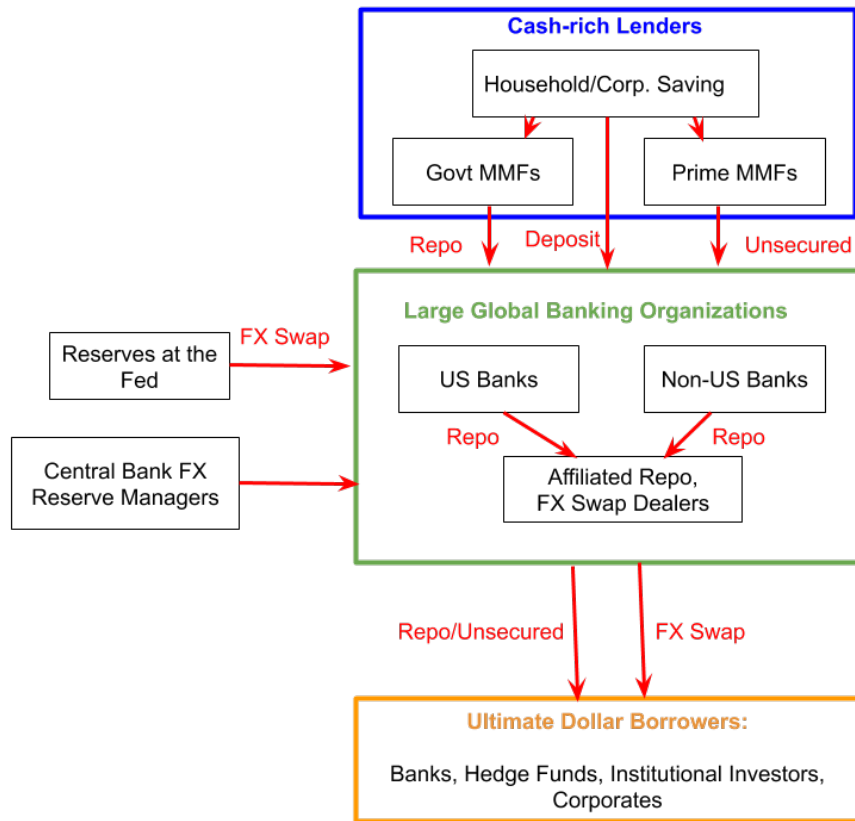 Cash-rich Lenders
Household/Corp. Saving
Govt MMFs
Prime MMFs
Repo
Deposit
Unsecured
Large Global Banking Organizations
FX Swap
Reserves at the
Fed
US Banks
Non-US Banks
Repo
Repo
Central Bank FX
Reserve Managers
Affiliated Repo,
FX Swap Dealers
Repo/Unsecured
FX Swap
Ultimate Dollar Borrowers:
Banks, Hedge Funds, Institutional Investors,
Corporates